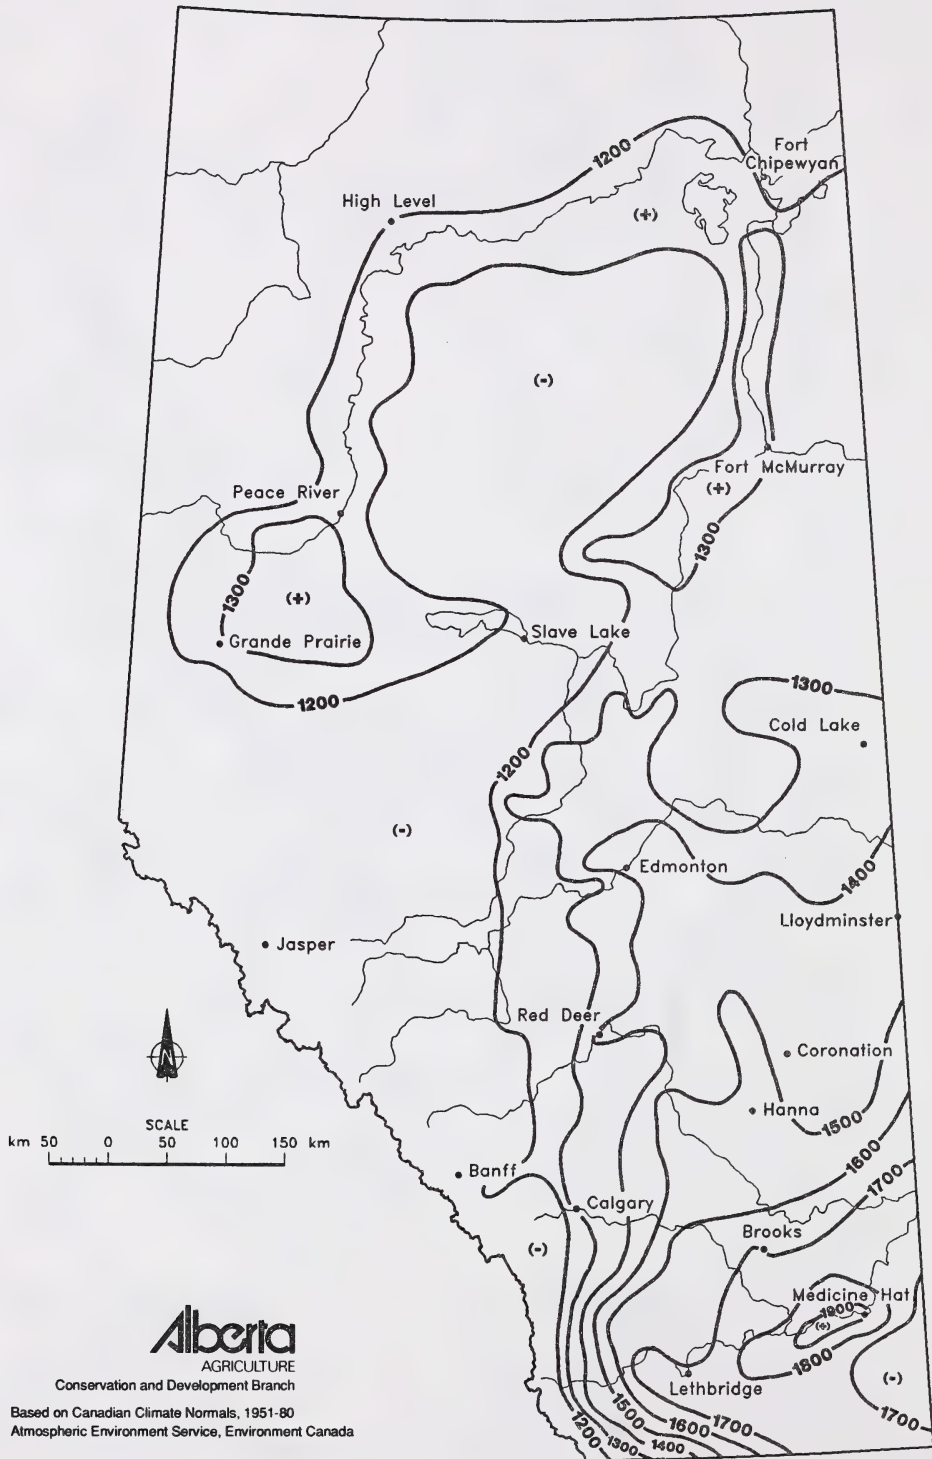 Fort
Chipewyan
1200
High Level
(+)
(-)
Fort McMurray
(+)
Peace River
1300
1300
(+)
Slave Lake
Grande Prairie
1200
1300
Cold Lake
1200
(-)
Edmonton
1400
Lloydminster
Jasper
Red Deer
Coronation
N
Hanna
SCALE
1500
km 50 0 50 100 150 km
1600
Banff
1700
Calgary
Brooks
(-)
Medicine Hat
1900
(+)
1800
Lethbridge
(-)
1700
1500
1700
1600
1200
1300
1400
Alberta
AGRICULTURE
Conservation and Development Branch
Based on Canadian Climate Normals, 1951-80
Atmospheric Environment Service, Environment Canada